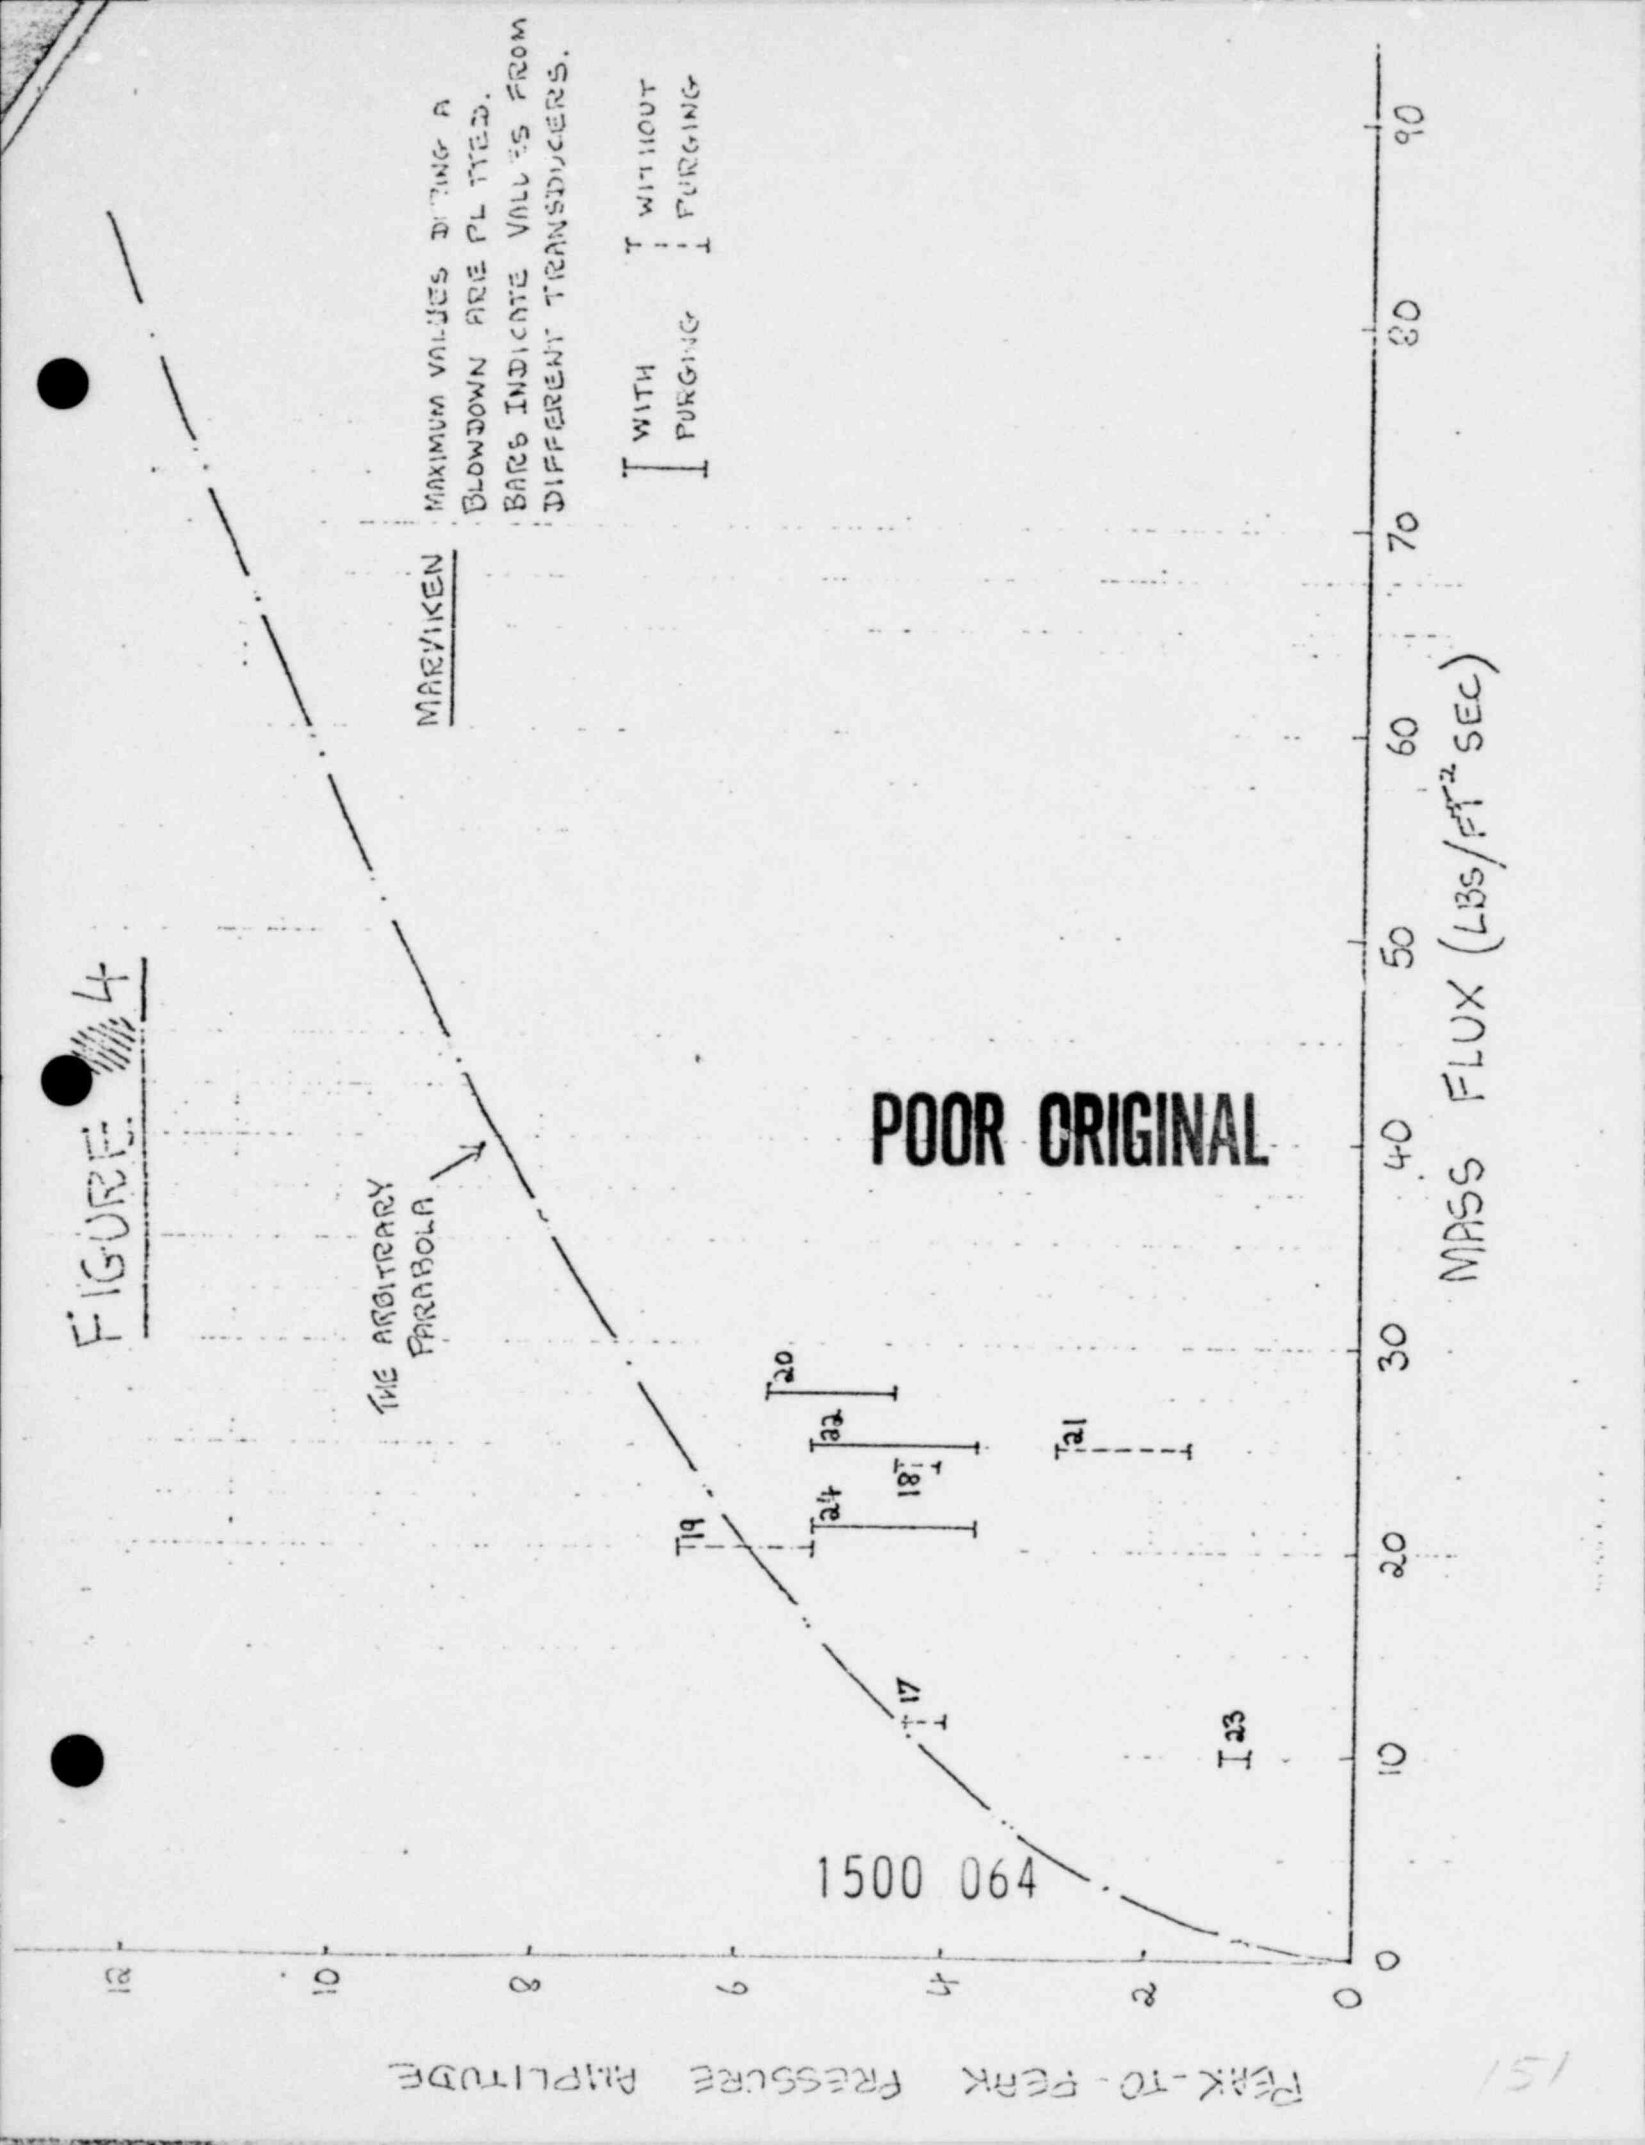 FIGURE 4
THE ARBITRARY
PARABOLA
MARVIKEN
MAXIMUM VALUES A
BLOWDOWN ARE
BARS INDICATE FROM
DIFFERENT TRANSDUCERS.
WITH
PURGING
WITHOUT
PURGING
PEAK-TO-PEAK PRESSURE AMPLITUDE
12
10
8
6
4
2
0
19
20
22
24
18
17
21
23
POOR ORIGINAL
1500 064
0 10 20 30 40 50 60 70 80 90
MASS FLUX (LBS/FT² SEC)
151